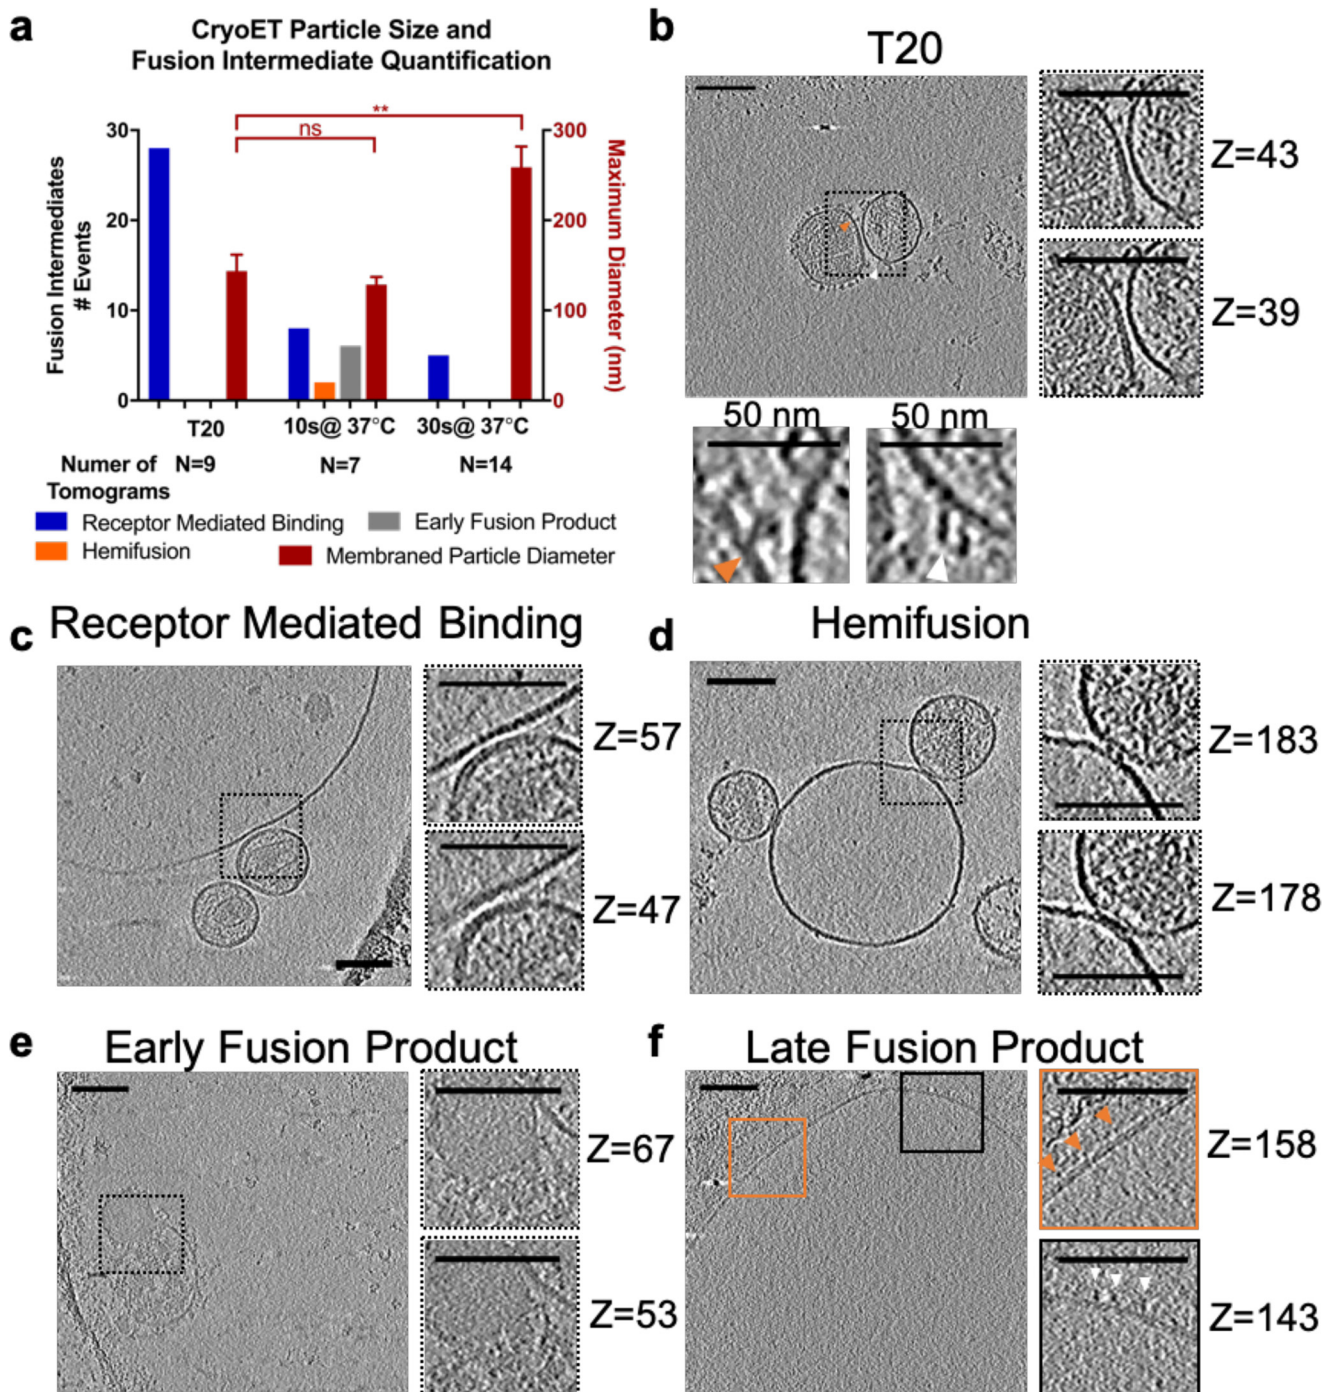 a
CryoET Particle Size and
Fusion Intermediate Quantification
Fusion Intermediates
# Events
30
20
10
0
**
ns
300
200
100
0
Maximum Diameter (nm)
T20
10s@ 37°C
30s@ 37°C
Numer of
Tomograms
N=9
N=7
N=14
Receptor Mediated Binding
Early Fusion Product
Hemifusion
Membraned Particle Diameter
b
T20
Z=43
Z=39
50 nm
50 nm
c
Receptor Mediated Binding
Z=57
Z=47
d
Hemifusion
Z=183
Z=178
e
Early Fusion Product
Z=67
Z=53
f
Late Fusion Product
Z=158
Z=143